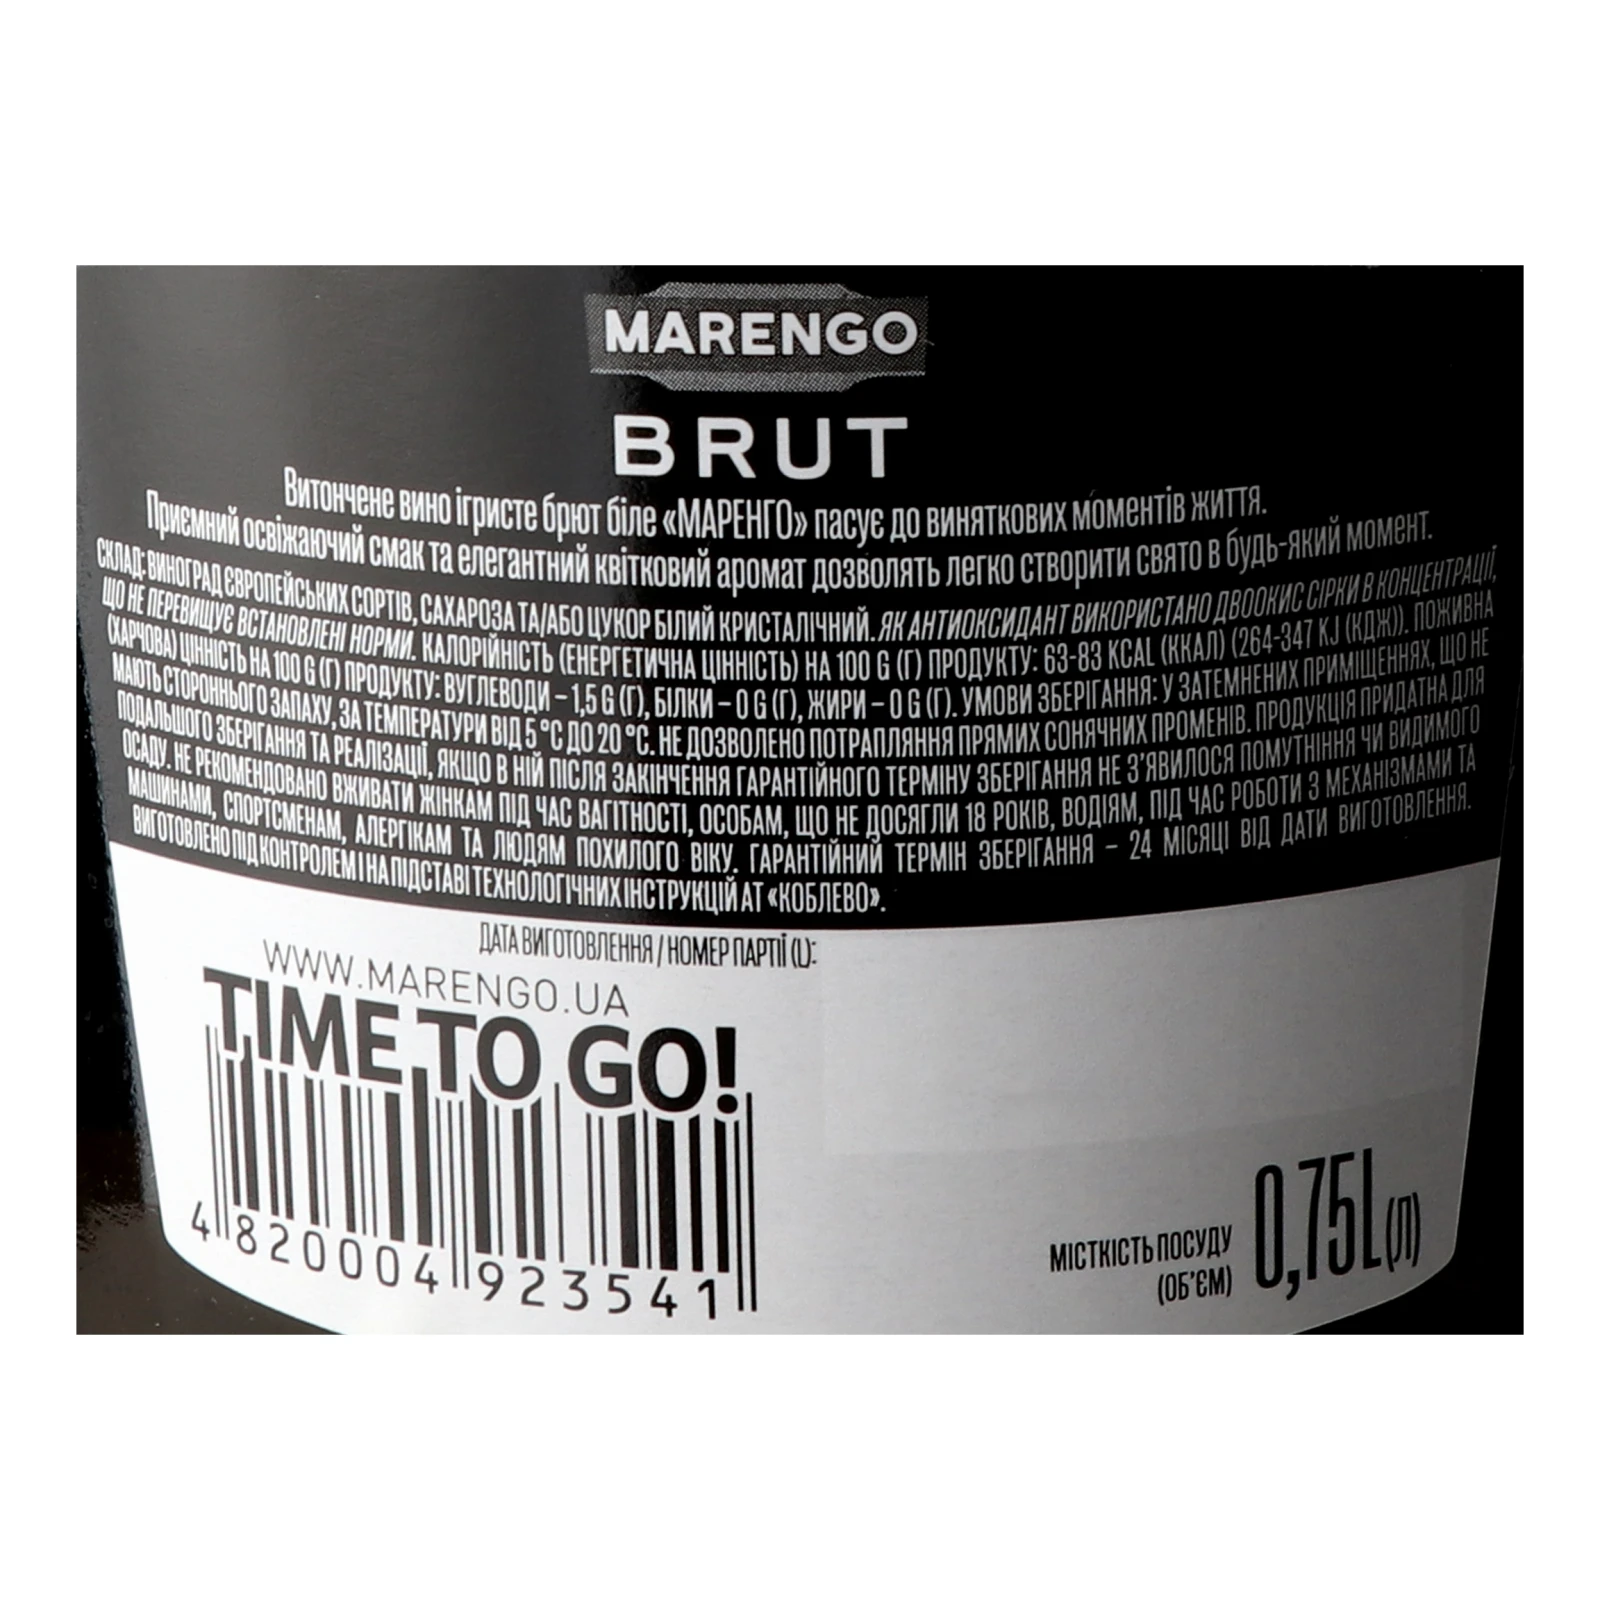 MARENGO
BRUT
Витончене вино ігристе брют біле «МАРЕНГО» пасує до виняткових моментів життя.
Приємний освіжаючий смак та елегантний квітковий аромат дозволять легко створити свято в будь-який момент.
СКЛАД: ВИНОГРАД ЄВРОПЕЙСЬКИХ СОРТІВ, САХАРОЗА ТА/АБО ЦУКОР БІЛИЙ КРИСТАЛІЧНИЙ. ЯК АНТИОКСИДАНТ ВИКОРИСТАНО ДВООКИС СІРКИ В КОНЦЕНТРАЦІЇ,
ЩО НЕ ПЕРЕВИЩУЄ ВСТАНОВЛЕНІ НОРМИ. КАЛОРІЙНІСТЬ (ЕНЕРГЕТИЧНА ЦІННІСТЬ) НА 100 G (Г) ПРОДУКТУ: 63-83 KCAL (ККАЛ) (264-347 KJ (КДЖ)). ПОЖИВНА
(ХАРЧОВА) ЦІННІСТЬ НА 100 G (Г) ПРОДУКТУ: ВУГЛЕВОДИ – 1,5 G (Г), БІЛКИ – 0 G (Г), ЖИРИ – 0 G (Г). УМОВИ ЗБЕРІГАННЯ: У ЗАТЕМНЕНИХ ПРИМІЩЕННЯХ, ЩО НЕ
МАЮТЬ СТОРОННЬОГО ЗАПАХУ, ЗА ТЕМПЕРАТУРИ ВІД 5 °С ДО 20 °С. НЕ ДОЗВОЛЕНО ПОТРАПЛЯННЯ ПРЯМИХ СОНЯЧНИХ ПРОМЕНІВ. ПРОДУКЦІЯ ПРИДАТНА ДЛЯ
ПОДАЛЬШОГО ЗБЕРІГАННЯ ТА РЕАЛІЗАЦІЇ, ЯКЩО В НІЙ ПІСЛЯ ЗАКІНЧЕННЯ ГАРАНТІЙНОГО ТЕРМІНУ ЗБЕРІГАННЯ НЕ З'ЯВИЛОСЯ ПОМУТНІННЯ ЧИ ВИДИМОГО
ОСАДУ. НЕ РЕКОМЕНДОВАНО ВЖИВАТИ ЖІНКАМ ПІД ЧАС ВАГІТНОСТІ, ОСОБАМ, ЩО НЕ ДОСЯГЛИ 18 РОКІВ, ВОДІЯМ, ПІД ЧАС РОБОТИ З МЕХАНІЗМАМИ ТА
МАШИНАМИ, СПОРТСМЕНАМ, АЛЕРГІКАМ ТА ЛЮДЯМ ПОХИЛОГО ВІКУ. ГАРАНТІЙНИЙ ТЕРМІН ЗБЕРІГАННЯ – 24 МІСЯЦІ ВІД ДАТИ ВИГОТОВЛЕННЯ.
ВИГОТОВЛЕНО ПІД КОНТРОЛЕМ І НА ПІДСТАВІ ТЕХНОЛОГІЧНИХ ІНСТРУКЦІЙ АТ «КОБЛЕВО».
ДАТА ВИГОТОВЛЕННЯ / НОМЕР ПАРТІЇ (L):
WWW.MARENGO.UA
TIME TO GO!
4 820004 923541
МІСТКІСТЬ ПОСУДУ
(ОБ'ЄМ)
0,75L(Л)